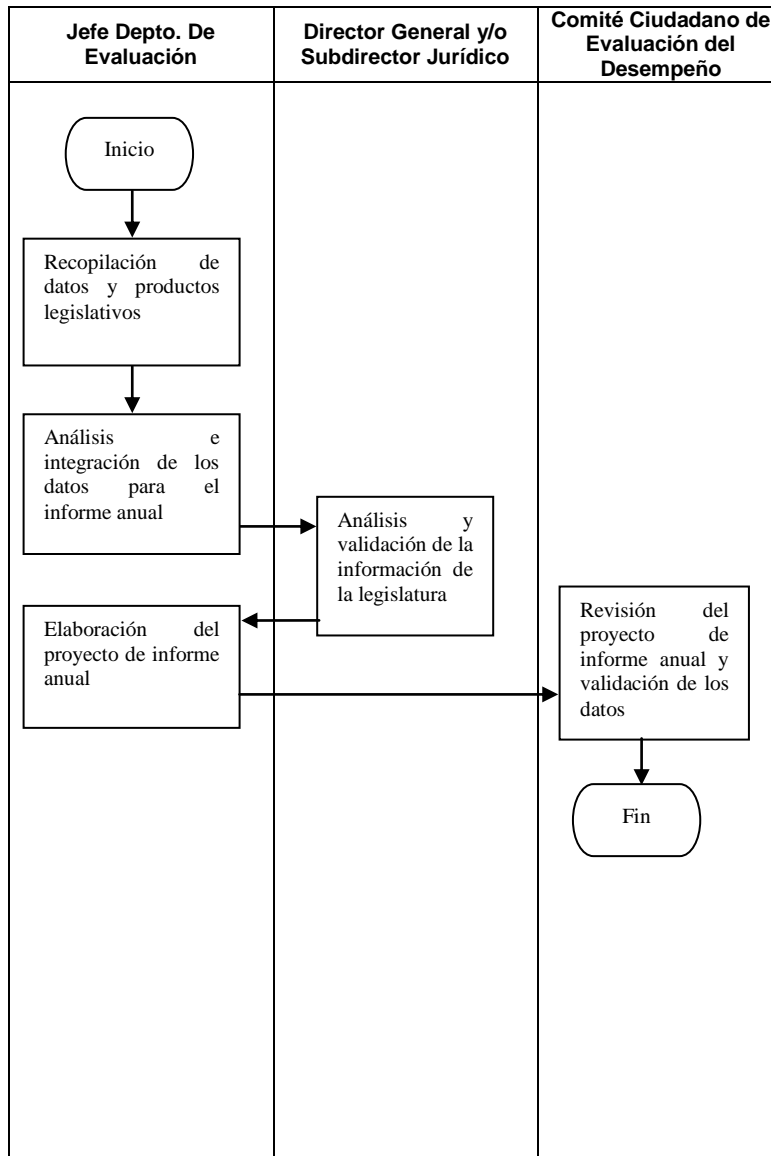 Jefe Depto. De
Evaluación
Director General y/o
Subdirector Jurídico
Comité Ciudadano de
Evaluación del
Desempeño
Inicio
Recopilación de
datos y productos
legislativos
Análisis e
integración de los
datos para el
informe anual
Análisis y
validación de la
información de
la legislatura
Elaboración del
proyecto de informe
anual
Revisión del
proyecto de
informe anual y
validación de los
datos
Fin